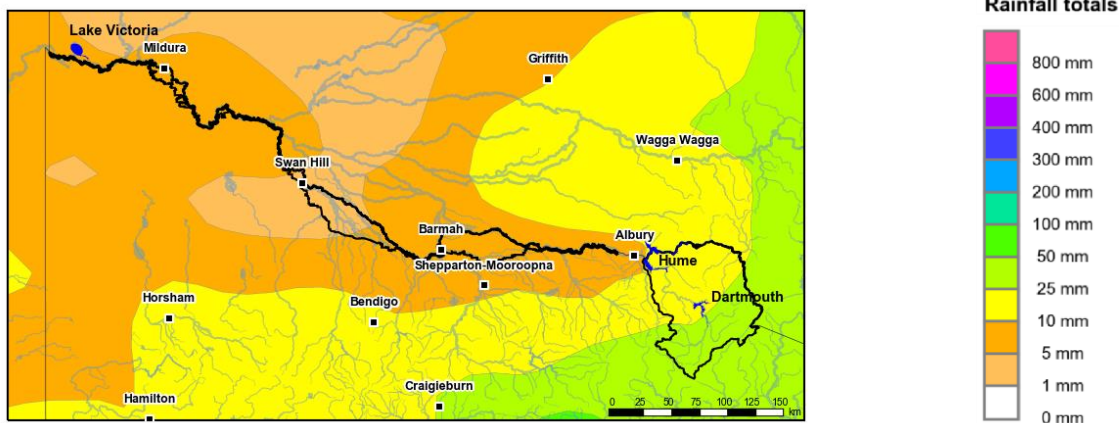 Rainfall totals
Lake Victoria
Mildura
Griffith
Wagga Wagga
Swan Hill
Barmah
Albury
Hume
Shepparton-Mooroopna
Dartmouth
Horsham
Bendigo
Craigieburn
Hamilton
0 25 50 75 100 125 150
km
800 mm
600 mm
400 mm
300 mm
200 mm
100 mm
50 mm
25 mm
10 mm
5 mm
1 mm
0 mm